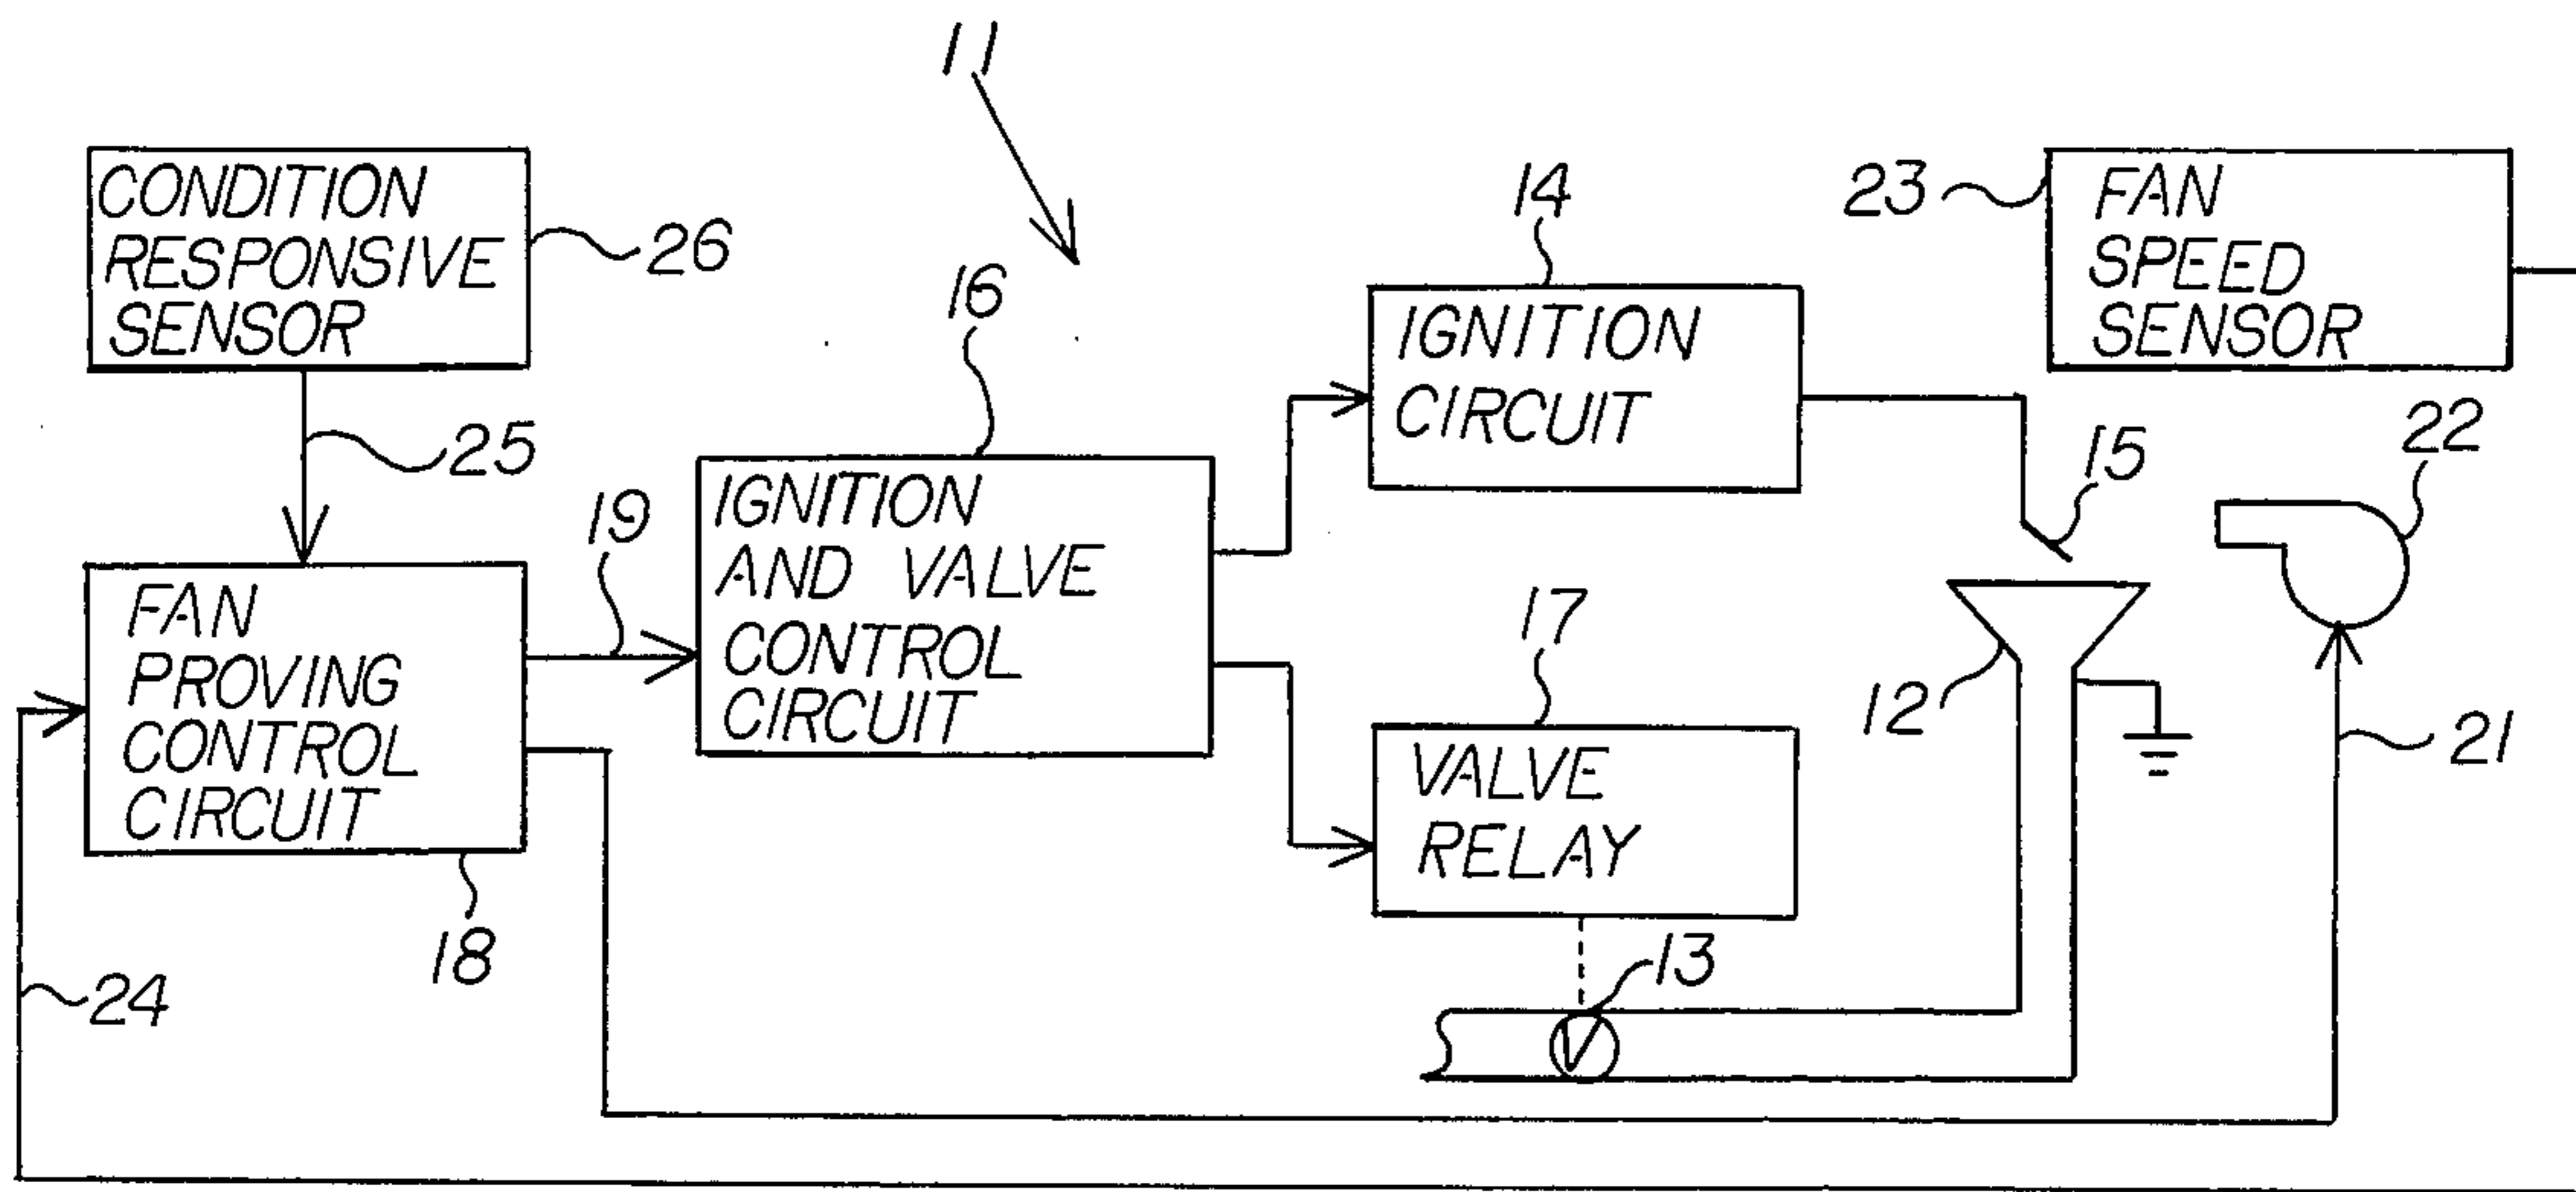 11
CONDITION
RESPONSIVE
SENSOR
26
25
FAN
PROVING
CONTROL
CIRCUIT
18
24
19
16
IGNITION
AND VALVE
CONTROL
CIRCUIT
14
IGNITION
CIRCUIT
17
VALVE
RELAY
13
15
12
23
FAN
SPEED
SENSOR
22
21